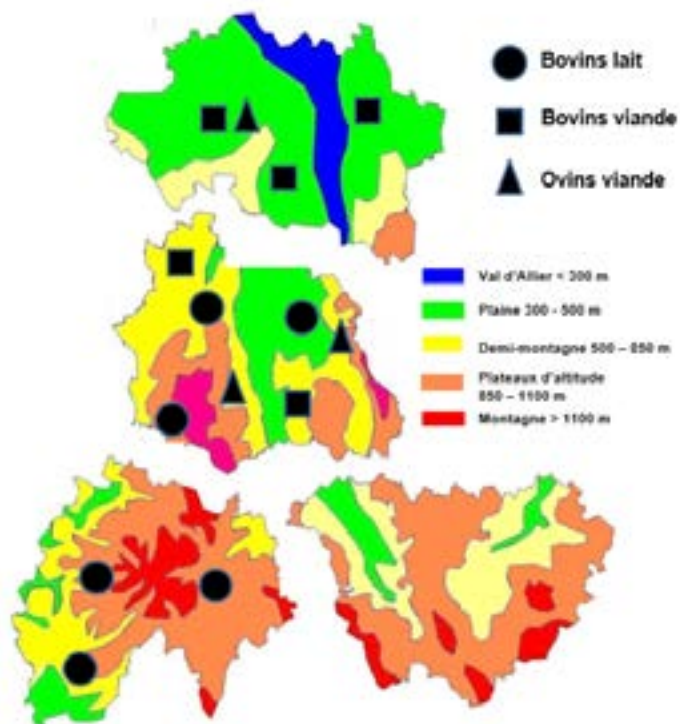 Bovins lait
Bovins viande
Ovins viande
Val d'Allier < 300 m
Plaine 300 - 500 m
Demi-montagne 500 – 850 m
Plateaux d'altitude
850 – 1100 m
Montagne > 1100 m